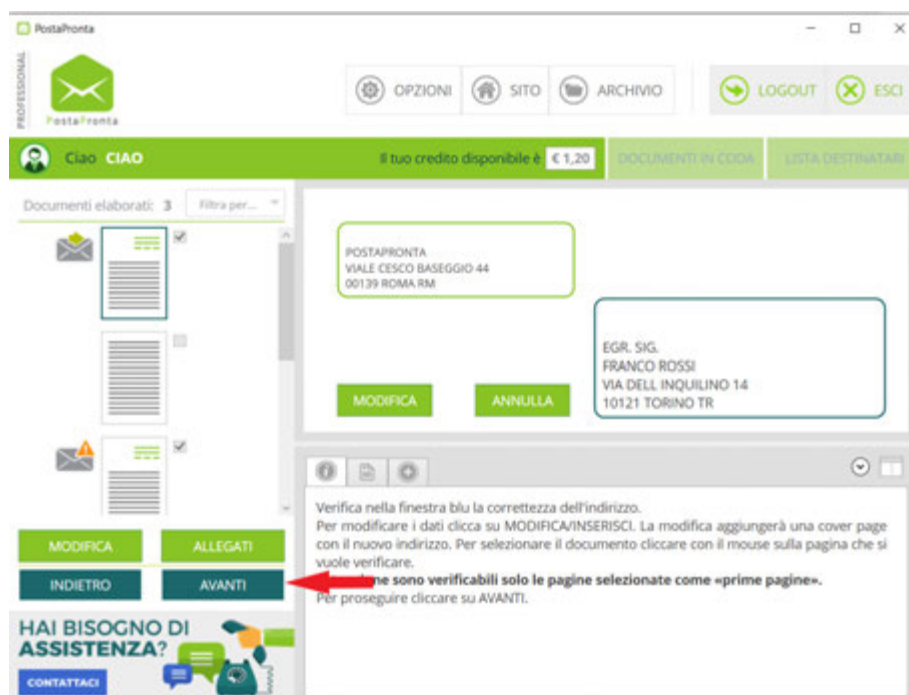 PostaPronta
PROFESSIONAL
PostaPronta
OPZIONI
SITO
ARCHIVIO
LOGOUT
ESCI
Ciao CIAO
Il tuo credito disponibile è € 1,20
DOCUMENTI IN CODA
LISTA DESTINATARI
Documenti elaborati: 3
Filtra per...
POSTAPRONTA
VIALE CESCO BASEGGIO 44
00139 ROMA RM
EGR. SIG.
FRANCO ROSSI
VIA DELL INQUILINO 14
10121 TORINO TR
MODIFICA
ANNULLA
Verifica nella finestra blu la correttezza dell'indirizzo.
Per modificare i dati clicca su MODIFICA/INSERISCI. La modifica aggiungerà una cover page
con il nuovo indirizzo. Per selezionare il documento cliccare con il mouse sulla pagina che si
vuole verificare.
sono verificabili solo le pagine selezionate come «prime pagine».
Per proseguire cliccare su AVANTI.
MODIFICA
ALLEGATI
INDIETRO
AVANTI
HAI BISOGNO DI
ASSISTENZA?
CONTATTACI